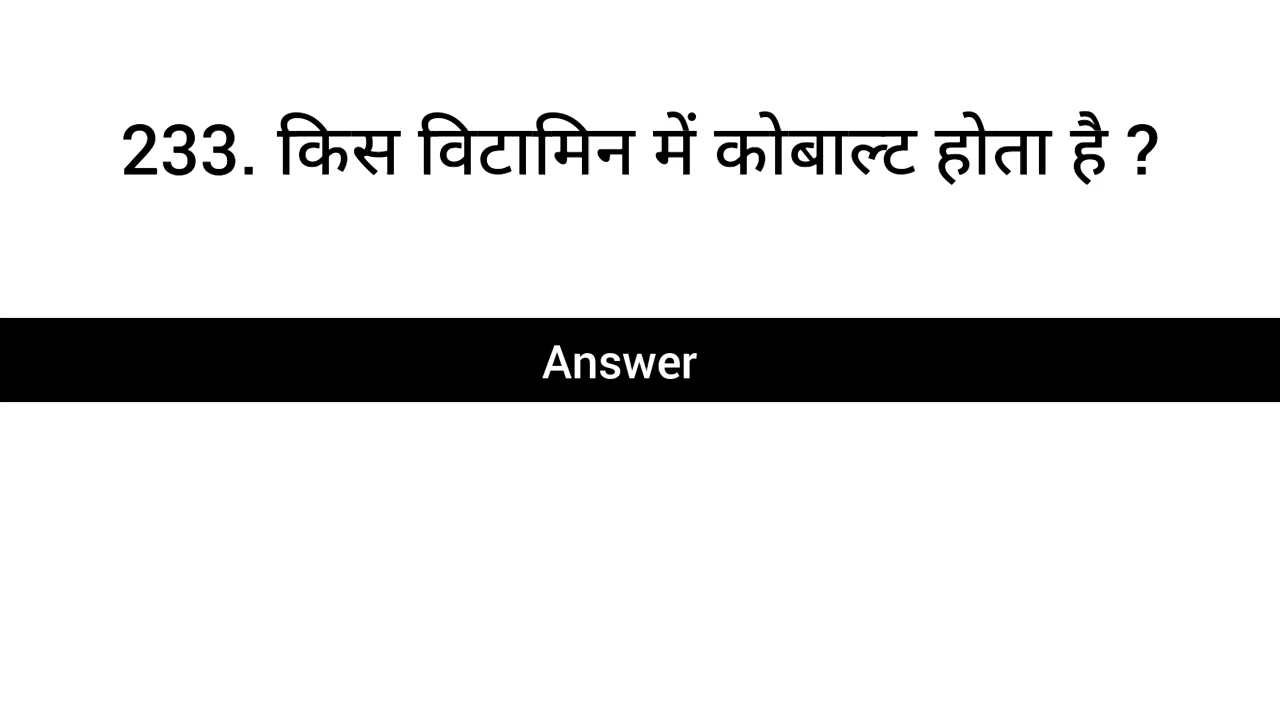 233. किस विटामिन में कोबाल्ट होता है ?
Answer